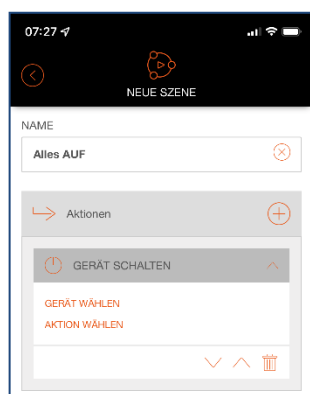 07:27
NEUE SZENE
NAME
Alles AUF
Aktionen
GERÄT SCHALTEN
GERÄT WÄHLEN
AKTION WÄHLEN